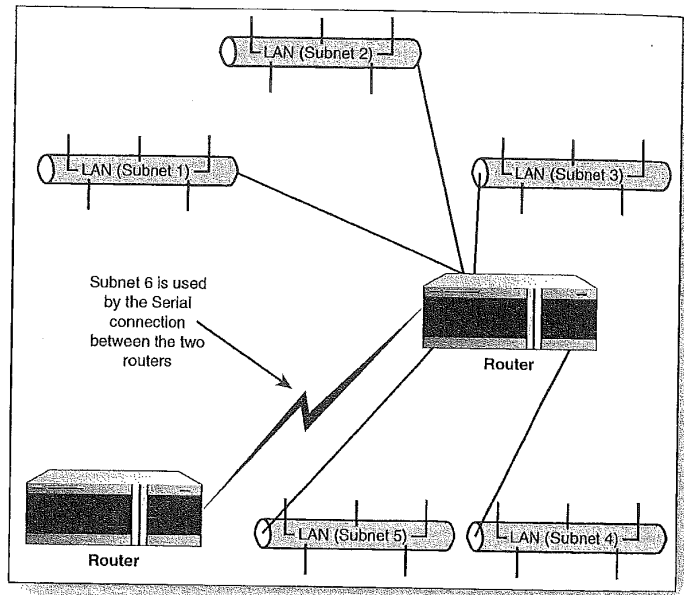 LAN (Subnet 2)
LAN (Subnet 1)
LAN (Subnet 3)
Subnet 6 is used
by the Serial
connection
between the two
routers
Router
Router
LAN (Subnet 5)
LAN (Subnet 4)